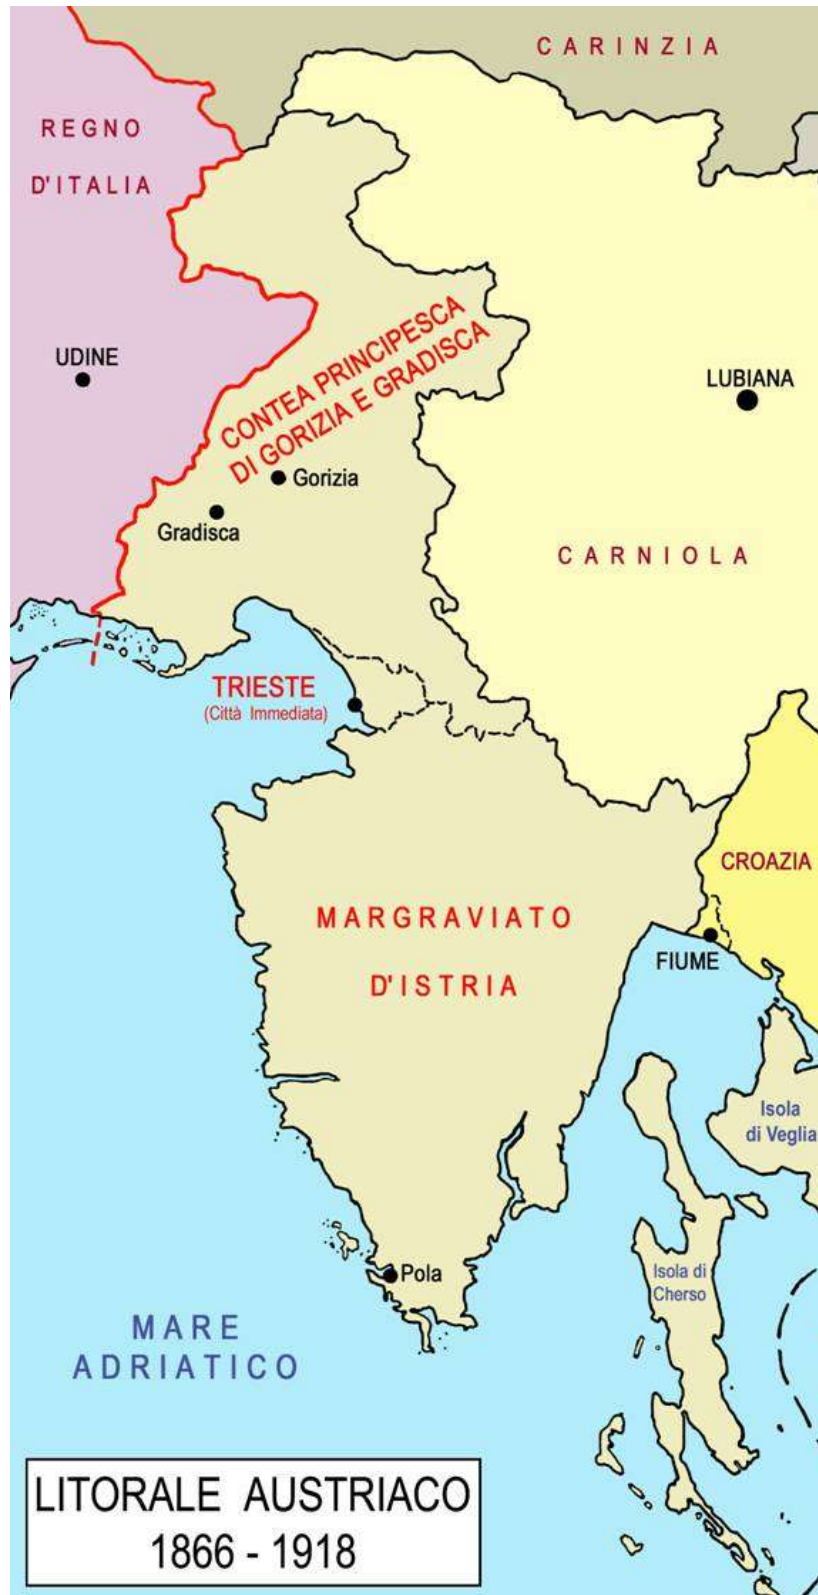 CARINZIA
REGNO
D'ITALIA
UDINE
CONTEA PRINCIPESCA
DI GORIZIA E GRADISCA
LUBIANA
Gorizia
Gradisca
CARNIOLA
TRIESTE
(Città Immediata)
CROAZIA
MARGRAVIATO
D'ISTRIA
FIUME
Isola
di Veglia
Pola
Isola di
Cherso
MARE
ADRIATICO
LITORALE AUSTRIACO
1866 - 1918